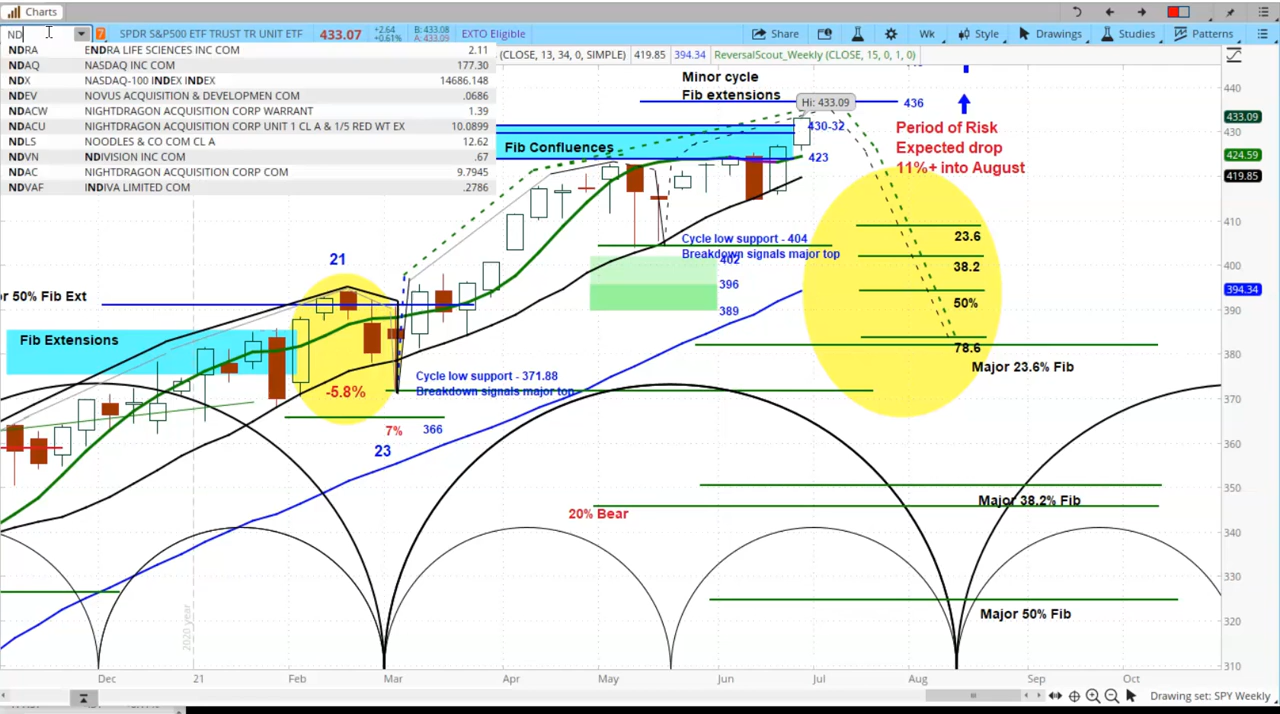 Charts
ND
SPDR S&P500 ETF TRUST TR UNIT ETF 433.07 +2.64 +0.61% B: 433.08 A: 433.09 EXTO Eligible Share Wk Style Drawings Studies Patterns
NDRA ENDRA LIFE SCIENCES INC COM 2.11
NDAQ NASDAQ INC COM 177.30
NDX NASDAQ-100 INDEX INDEX 14686.148
NDEV NOVUS ACQUISITION & DEVELOPMEN COM .0686
NDACW NIGHTDRAGON ACQUISITION CORP WARRANT 1.39
NDACU NIGHTDRAGON ACQUISITION CORP UNIT 1 CL A & 1/5 RED WT EX 10.0899
NDLS NOODLES & CO COM CL A 12.62
NDVN NDIVISION INC COM .67
NDAC NIGHTDRAGON ACQUISITION CORP COM 9.7945
NDVAF INDIVA LIMITED COM .2786
(CLOSE, 13, 34, 0, SIMPLE) 419.85 394.34 ReversalScout_Weekly (CLOSE, 15, 0, 1, 0)
Minor cycle
Fib extensions
Hi: 433.09
436
430-32
423
Fib Confluences
Period of Risk
Expected drop
11%+ into August
23.6
38.2
50%
78.6
Major 23.6% Fib
Cycle low support - 404
Breakdown signals major top
402
396
389
21
r 50% Fib Ext
Fib Extensions
-5.8%
Cycle low support - 371.88
Breakdown signals major top
7%
366
23
20% Bear
Major 38.2% Fib
Major 50% Fib
2020 year
440
433.09
430
424.59
419.85
410
400
394.34
390
380
370
360
350
340
330
320
310
Dec 21 Feb Mar Apr May Jun Jul Aug Sep Oct
Drawing set: SPY Weekly